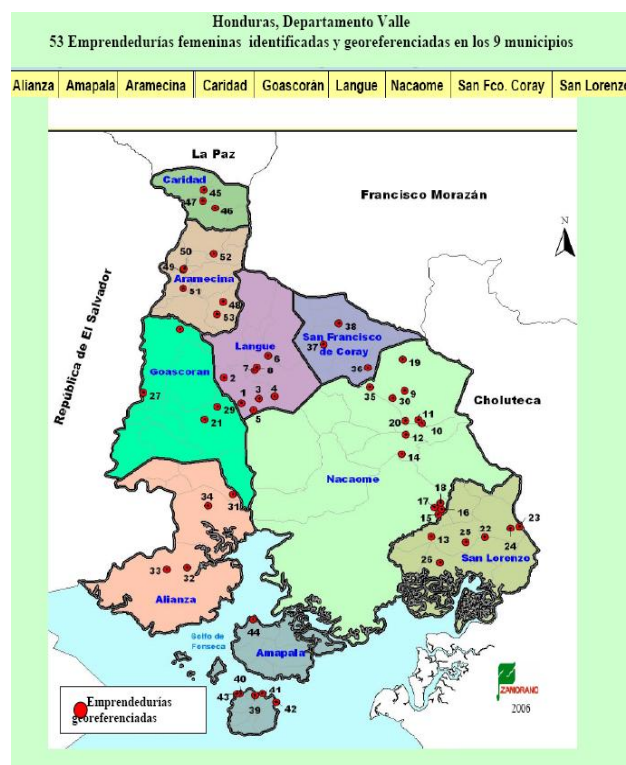 Honduras, Departamento Valle
53 Emprendedurías femeninas identificadas y georeferenciadas en los 9 municipios
Alianza Amapala Aramecina Caridad Goascorán Langue Nacaome San Fco. Coray San Lorenzo
La Paz
Francisco Morazán
República de El Salvador
Choluteca
N
Caridad
45
47
46
50
52
49
Aramecina
51
48
53
38
San Francisco
de Coray
37
36
Langue
6
7 8
2
3 4
1
5
Goascoran
27
29
21
19
35
9
30
11
20
10
12
14
Nacaome
34
31
33
32
Alianza
18
17
16
15
13
22
23
24
San Lorenzo
44
Golfo de
Fonseca
Amapala
40
41
43
39
42
Emprendedurías
georeferenciadas
ZAMORANO
2006